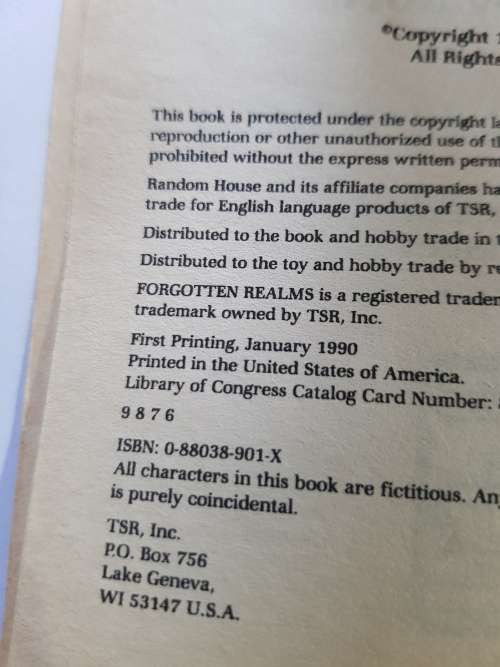 ©Copyright
All Rights
This book is protected under the copyright
reproduction or other unauthorized use of
prohibited without the express written
Random House and its affiliate companies
trade for English language products of TSR,
Distributed to the book and hobby trade in
Distributed to the toy and hobby trade by
FORGOTTEN REALMS is a registered
trademark owned by TSR, Inc.
First Printing, January 1990
Printed in the United States of America.
Library of Congress Catalog Card Number:
9 8 7 6
ISBN: 0-88038-901-X
All characters in this book are fictitious.
is purely coincidental.
TSR, Inc.
P.O. Box 756
Lake Geneva,
WI 53147 U.S.A.